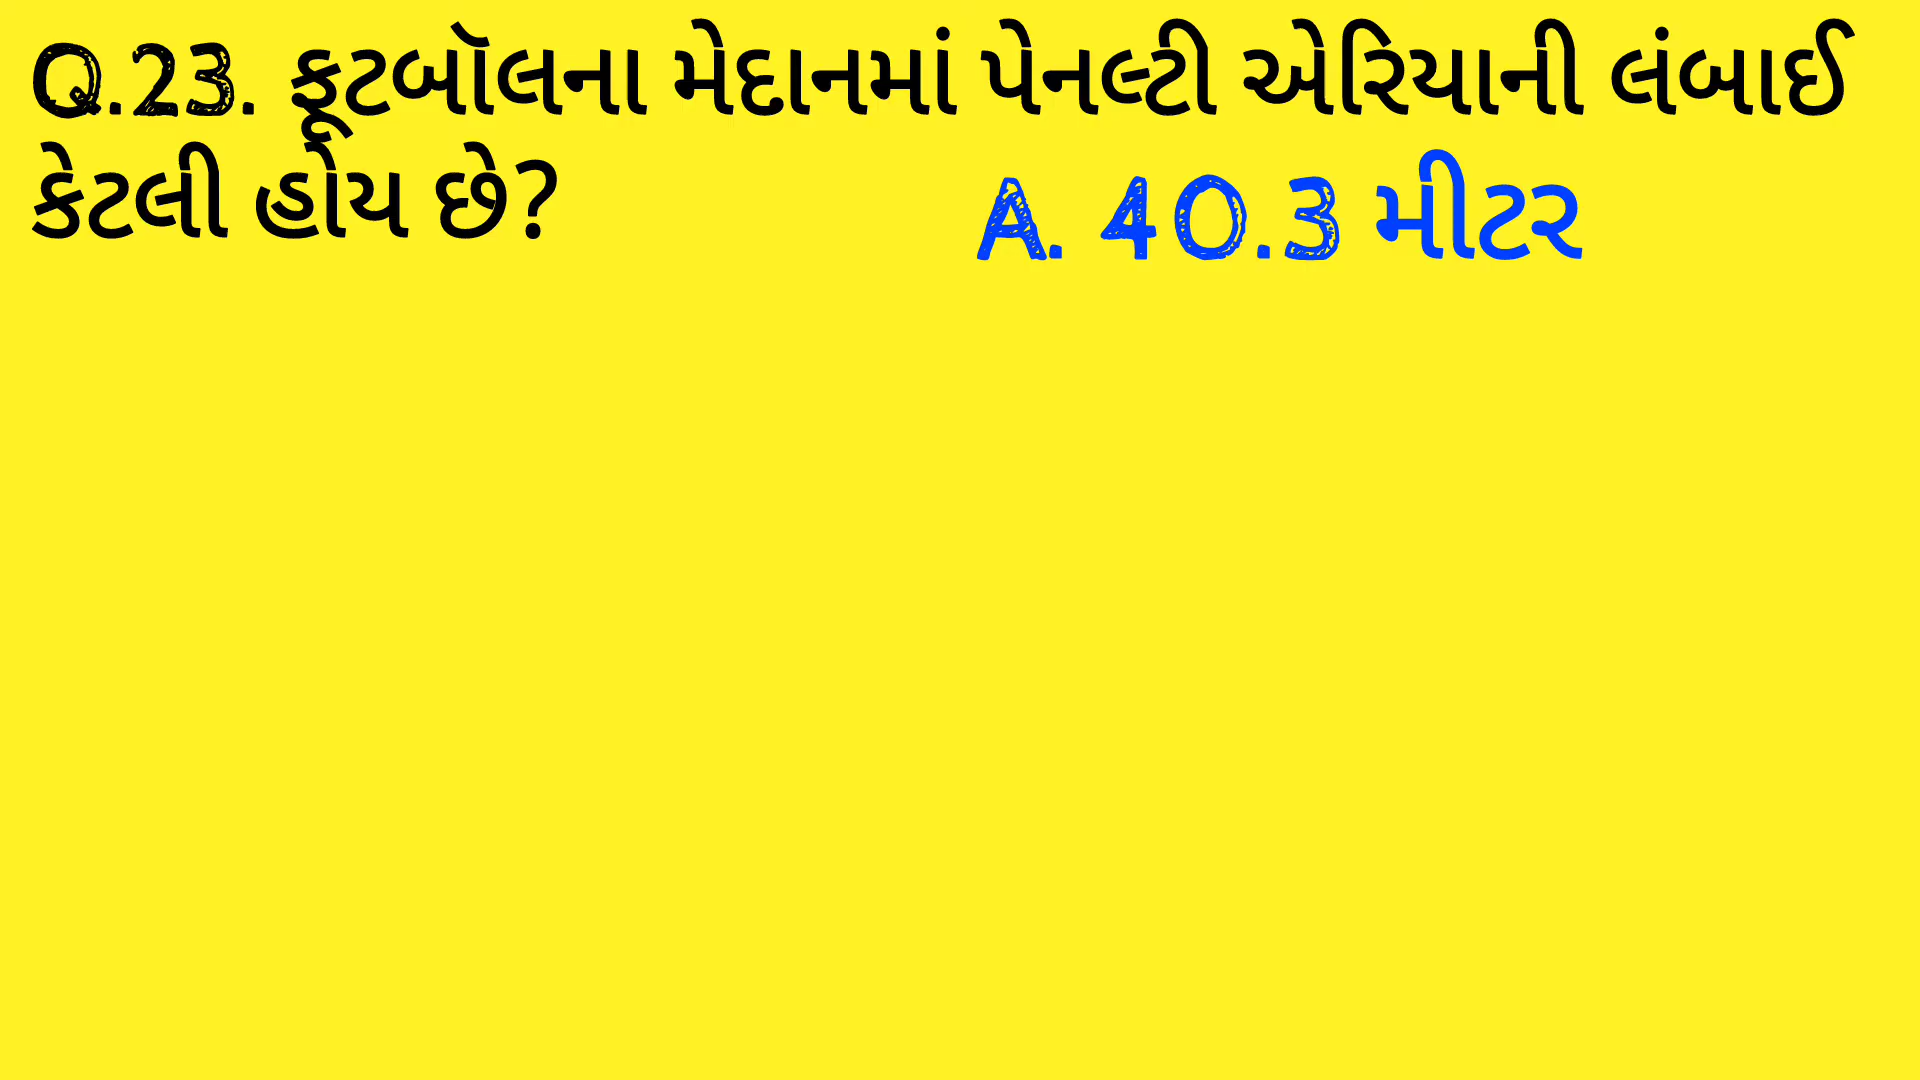 Q.23. ફૂટબૉલના મેદાનમાં પેનલ્ટી એરિયાની લંબાઈ
કેટલી હોય છે?
A. 40.3 મીટર